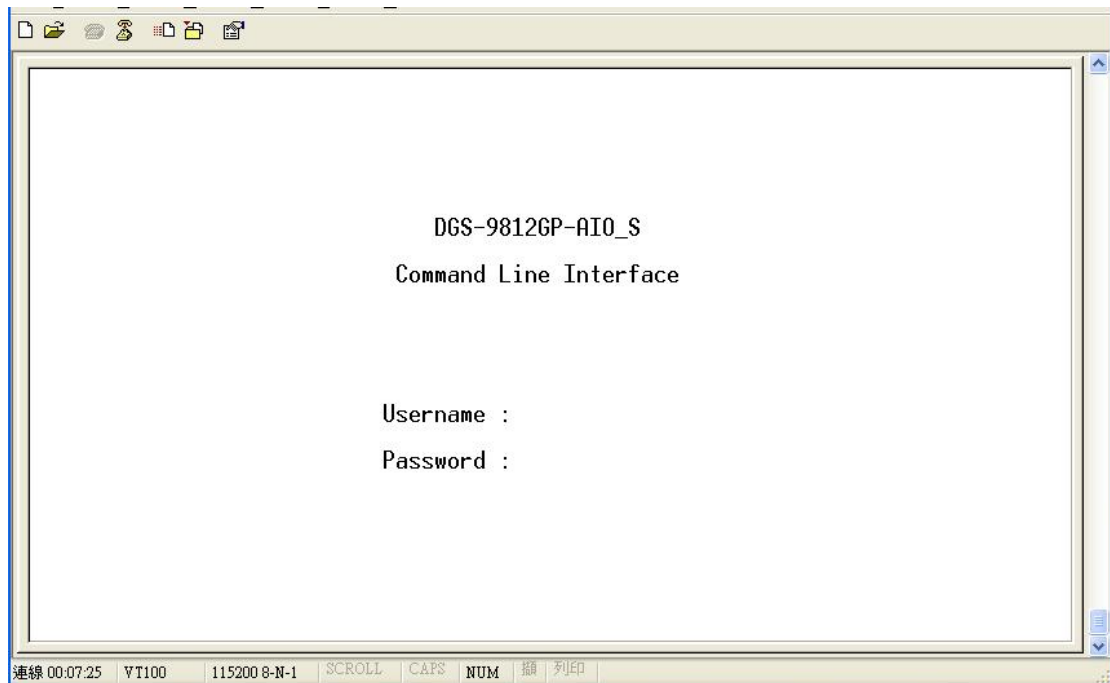 DGS-9812GP-AIO_S
Command Line Interface
Username :
Password :
連線 00:07:25 VT100 115200 8-N-1 SCROLL CAPS NUM 擷 列印